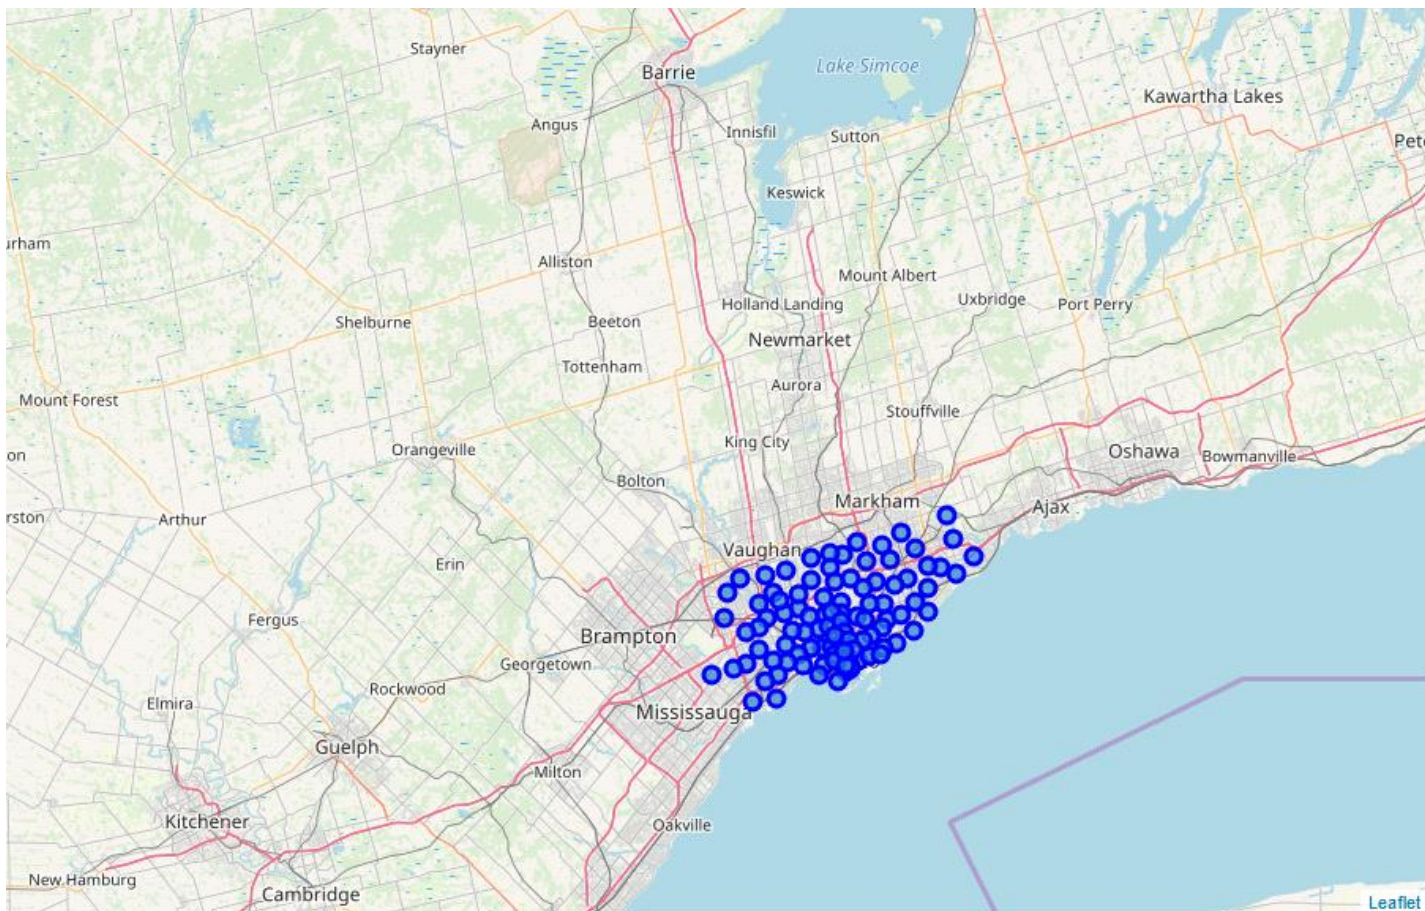 Stayner
Lake Simcoe
Barrie
Kawartha Lakes
Angus
Innisfil
Sutton
Pete
Keswick
urham
Alliston
Mount Albert
Holland Landing
Uxbridge
Port Perry
Shelburne
Beeton
Newmarket
Tottenham
Aurora
Mount Forest
Stouffville
King City
Orangeville
Oshawa
on
Bowmanville
Bolton
Markham
Ajax
rston
Arthur
Vaughan
Erin
Fergus
Brampton
Georgetown
Rockwood
Elmira
Mississauga
Guelph
Milton
Kitchener
Oakville
New Hamburg
Cambridge
Leaflet